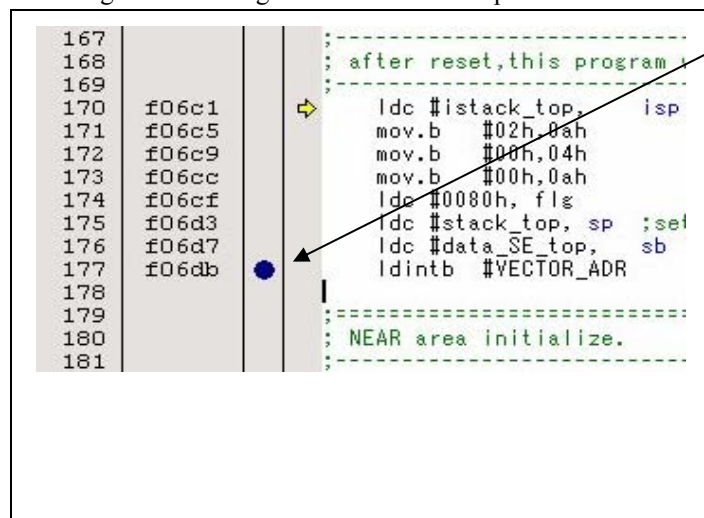 167 ;-----------------------------
168 ; after reset,this program
169 ;-----------------------------
170 f06c1 ldc #istack_top, isp
171 f06c5 mov.b #02h,0ah
172 f06c9 mov.b #00h,04h
173 f06cc mov.b #00h,0ah
174 f06cf ldc #0080h, flg
175 f06d3 ldc #stack_top, sp ;set
176 f06d7 ldc #data_SE_top, sb
177 f06db ldintb #VECTOR_ADR
178
179 ;=============================
180 ; NEAR area initialize.
181 ;-----------------------------